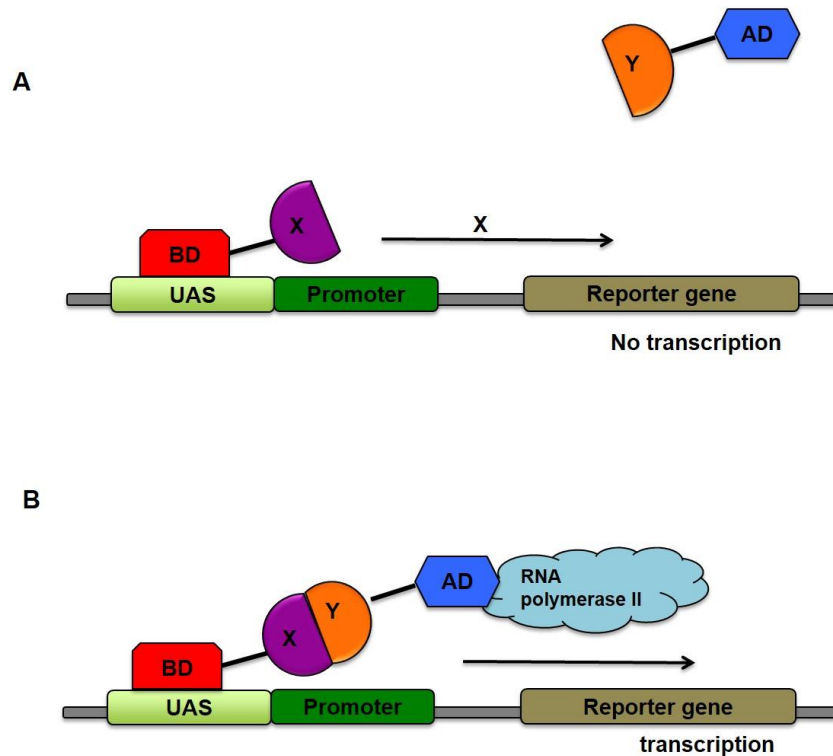 AD
Y
A
X
X
BD
UAS
Promoter
Reporter gene
No transcription
B
AD
RNA
polymerase II
Y
X
BD
UAS
Promoter
Reporter gene
transcription